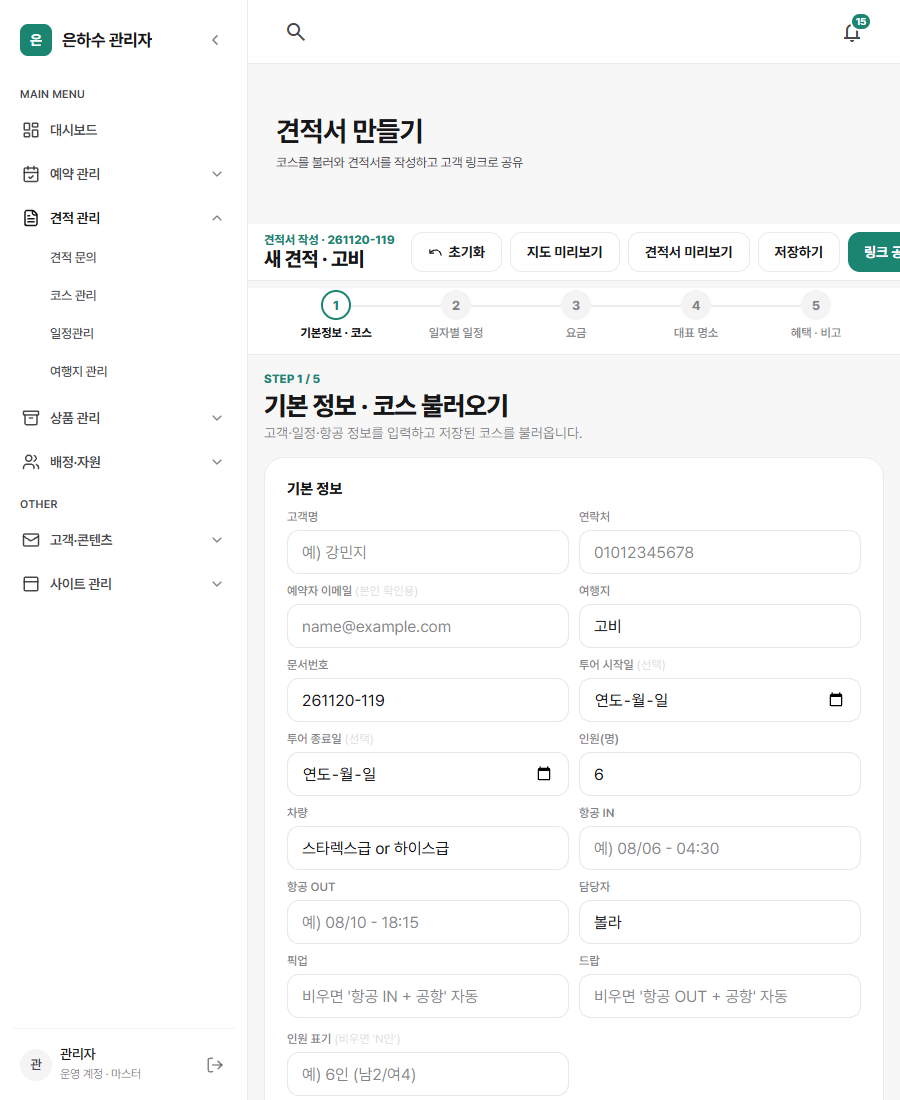 은 은하수 관리자
15
MAIN MENU
대시보드
예약 관리
견적 관리
견적 문의
코스 관리
일정관리
여행지 관리
상품 관리
배정·자원
OTHER
고객·콘텐츠
사이트 관리
관 관리자
운영 계정 · 마스터
견적서 만들기
코스를 불러와 견적서를 작성하고 고객 링크로 공유
견적서 작성 · 261120-119
새 견적 · 고비
초기화 지도 미리보기 견적서 미리보기 저장하기 링크 공
1 2 3 4 5
기본정보 · 코스 일자별 일정 요금 대표 명소 혜택 · 비고
STEP 1 / 5
기본 정보 · 코스 불러오기
고객·일정·항공 정보를 입력하고 저장된 코스를 불러옵니다.
기본 정보
고객명 연락처
예) 강민지 01012345678
예약자 이메일 (본인 확인용) 여행지
name@example.com 고비
문서번호 투어 시작일 (선택)
261120-119 연도-월-일
투어 종료일 (선택) 인원(명)
연도-월-일 6
차량 항공 IN
스타렉스급 or 하이스급 예) 08/06 - 04:30
항공 OUT 담당자
예) 08/10 - 18:15 볼라
픽업 드랍
비우면 '항공 IN + 공항' 자동 비우면 '항공 OUT + 공항' 자동
인원 표기 (비우면 'N인')
예) 6인 (남2/여4)